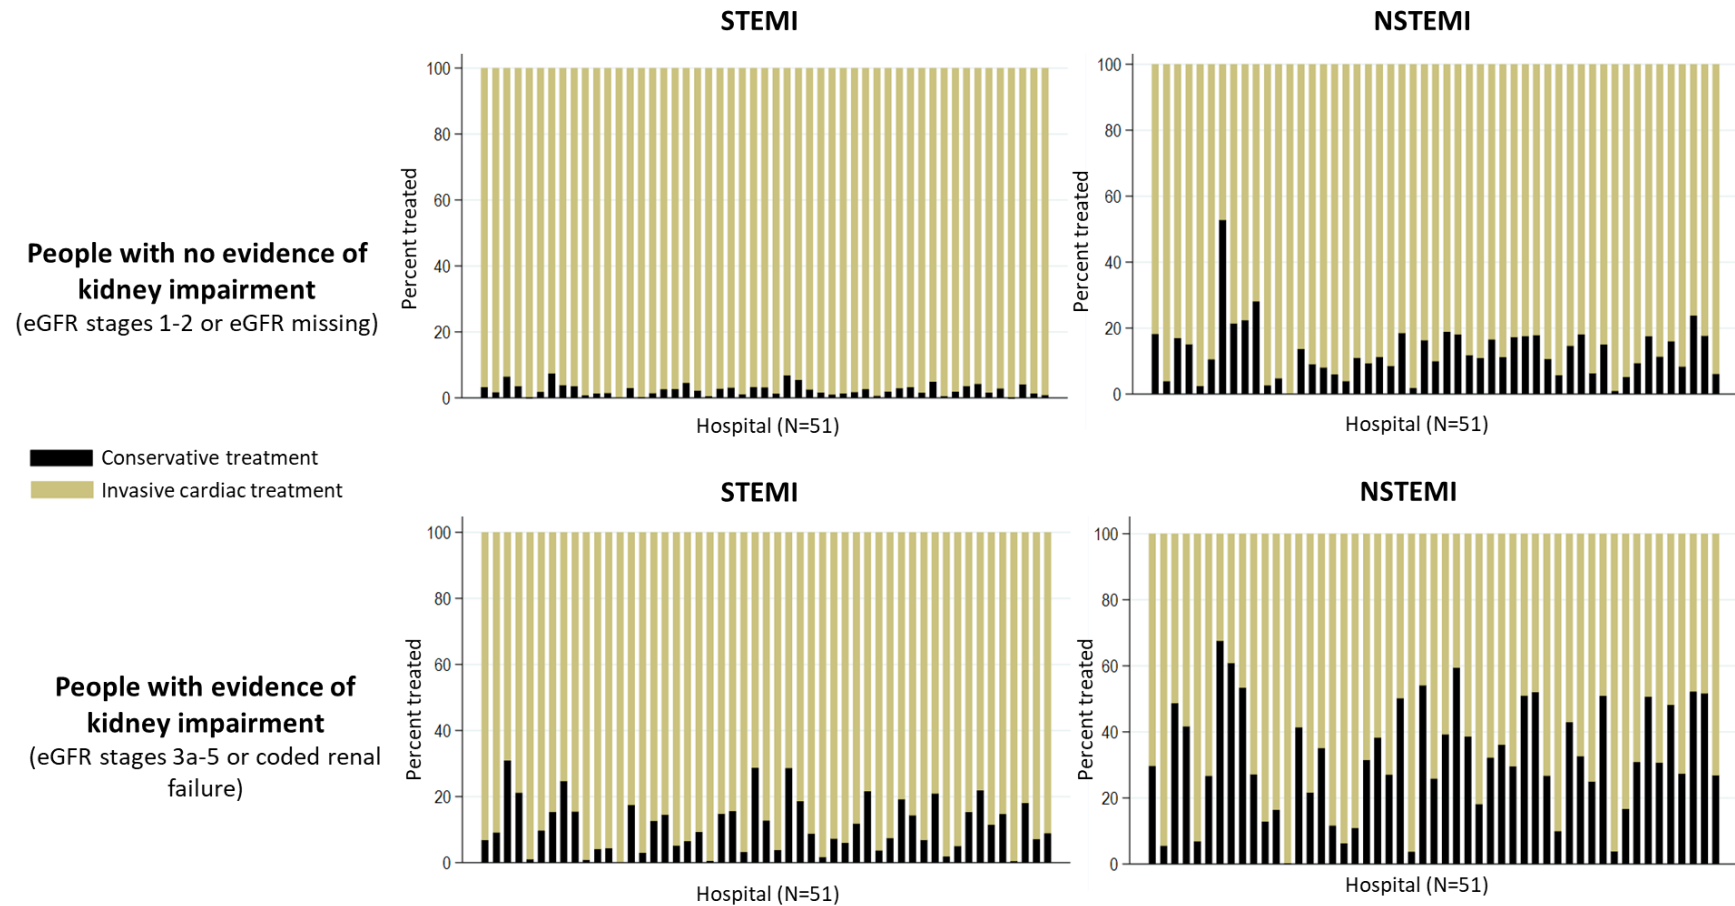 STEMI
NSTEMI
100
80
60
40
20
0
Percent treated
Hospital (N=51)
100
80
60
40
20
0
Percent treated
Hospital (N=51)
People with no evidence of
kidney impairment
(eGFR stages 1-2 or eGFR missing)
Conservative treatment
Invasive cardiac treatment
STEMI
NSTEMI
100
80
60
40
20
0
Percent treated
Hospital (N=51)
100
80
60
40
20
0
Percent treated
Hospital (N=51)
People with evidence of
kidney impairment
(eGFR stages 3a-5 or coded renal
failure)